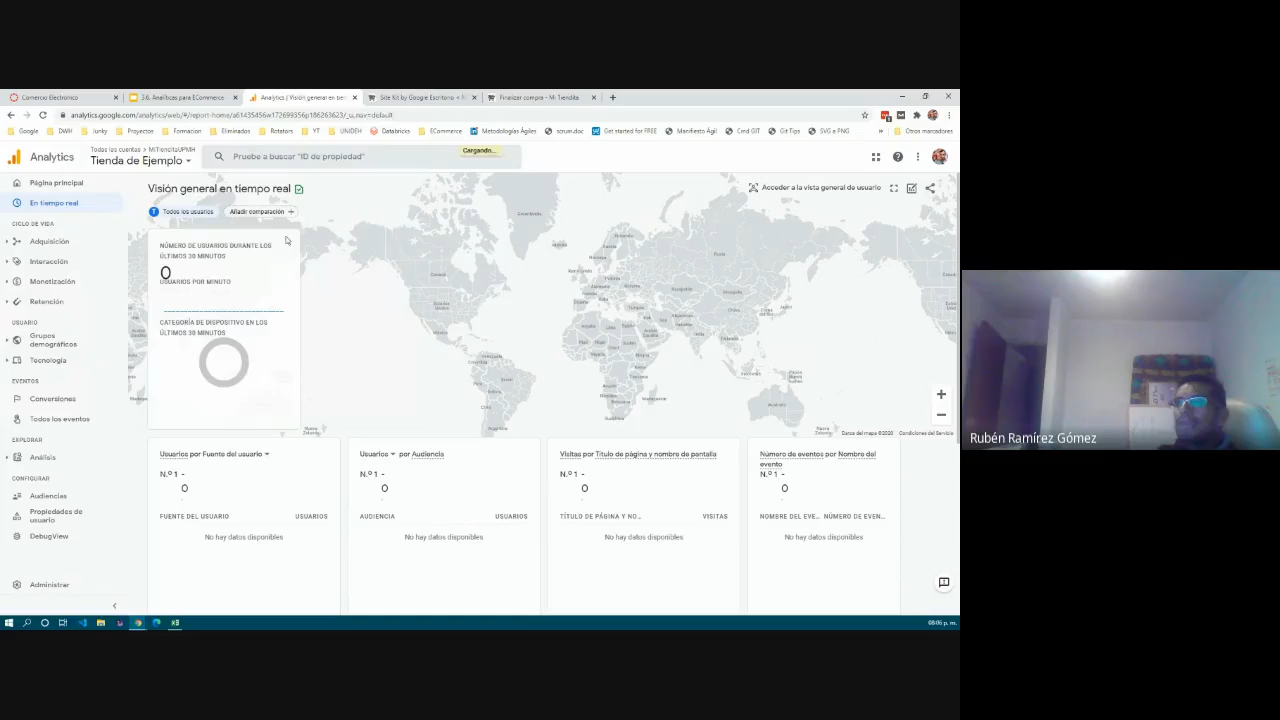 Comercio Electrónico
3.6. Analíticas para ECommerce
Analytics | Visión general en tiem
Site Kit by Google Escritorio < M
Finalizar compra - Mi Tiendita
analytics.google.com/analytics/web/#/report-home/a61435456w172699356p186263623/_u.nav=default
Google
DWH
Junky
Proyectos
Formacion
Eliminados
Rotators
YT
UNIDEH
Databricks
ECommerce
Metodologías Ágiles
scrum.doc
Get started for FREE
Manifiesto Ágil
Cmd GIT
Git Tips
SVG a PNG
»
Otros marcadores
Analytics
Todas las cuentas > MiTienditaUPMH
Tienda de Ejemplo
Pruebe a buscar "ID de propiedad"
Cargando...
Página principal
En tiempo real
CICLO DE VIDA
Adquisición
Interacción
Monetización
Retención
USUARIO
Grupos
demográficos
Tecnología
EVENTOS
Conversiones
Todos los eventos
EXPLORAR
Análisis
CONFIGURAR
Audiencias
Propiedades de
usuario
DebugView
Administrar
Visión general en tiempo real
Acceder a la vista general de usuario
T Todos los usuarios
Añadir comparación +
NÚMERO DE USUARIOS DURANTE LOS
ÚLTIMOS 30 MINUTOS
0
USUARIOS POR MINUTO
CATEGORÍA DE DISPOSITIVO EN LOS
ÚLTIMOS 30 MINUTOS
Datos del mapa ©2020
Condiciones del Servicio
Usuarios por Fuente del usuario
N.º 1 -
0
FUENTE DEL USUARIO USUARIOS
No hay datos disponibles
Usuarios por Audiencia
N.º 1 -
0
AUDIENCIA USUARIOS
No hay datos disponibles
Visitas por Título de página y nombre de pantalla
N.º 1 -
0
TÍTULO DE PÁGINA Y NO... VISITAS
No hay datos disponibles
Número de eventos por Nombre del
evento
N.º 1 -
0
NOMBRE DEL EVE... NÚMERO DE EVEN...
No hay datos disponibles
08:06 p. m.
Rubén Ramírez Gómez